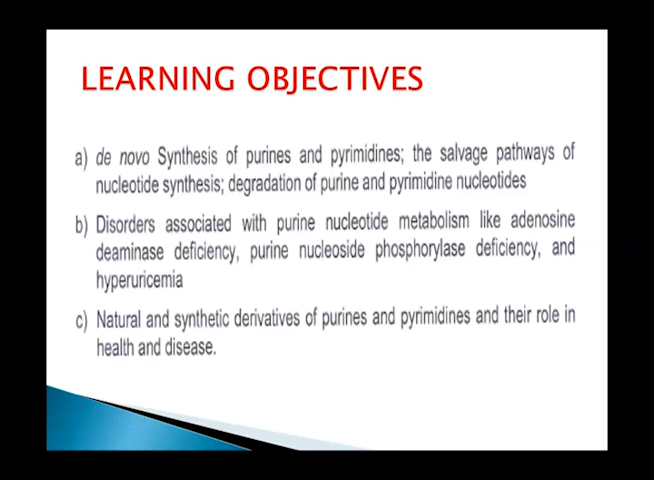 LEARNING OBJECTIVES
a) de novo Synthesis of purines and pyrimidines; the salvage pathways of
nucleotide synthesis; degradation of purine and pyrimidine nucleotides
b) Disorders associated with purine nucleotide metabolism like adenosine
deaminase deficiency, purine nucleoside phosphorylase deficiency, and
hyperuricemia
c) Natural and synthetic derivatives of purines and pyrimidines and their role in
health and disease.